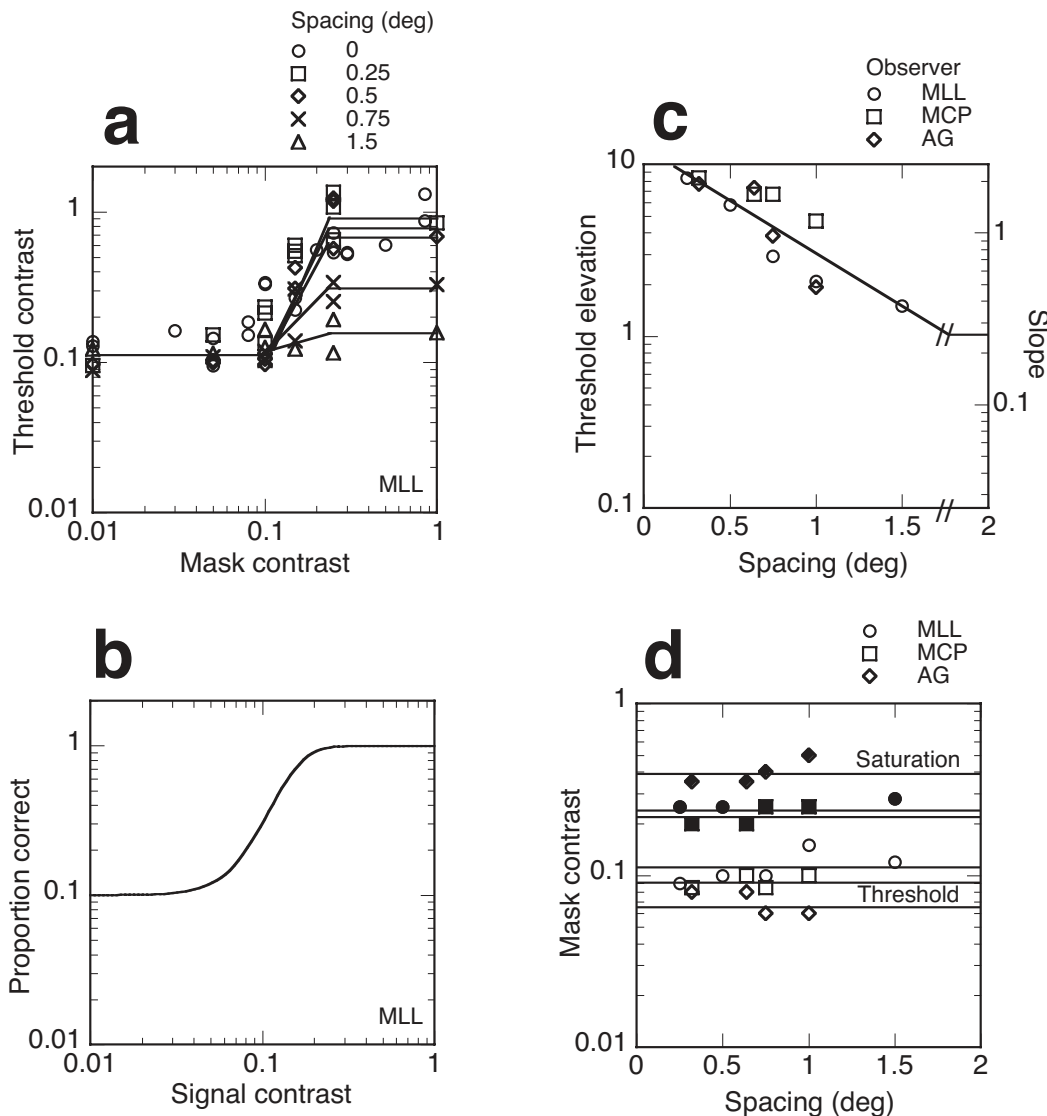 Spacing (deg)
0
0.25
0.5
0.75
1.5
a
1
0.1
0.01
Threshold contrast
MLL
0.01
0.1
1
Mask contrast
Observer
MLL
MCP
AG
c
10
1
0.1
Threshold elevation
1
0.1
Slope
0
0.5
1
1.5
2
Spacing (deg)
b
1
0.1
0.01
Proportion correct
MLL
0.01
0.1
1
Signal contrast
MLL
MCP
AG
d
1
0.1
0.01
Mask contrast
Saturation
Threshold
0
0.5
1
1.5
2
Spacing (deg)